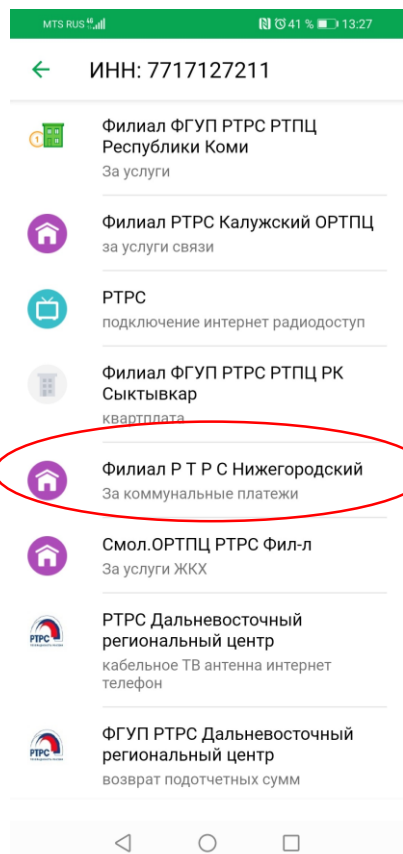 MTS RUS 41 % 13:27
ИНН: 7717127211
Филиал ФГУП РТРС РТПЦ
Республики Коми
За услуги
Филиал РТРС Калужский ОРТПЦ
за услуги связи
РТРС
подключение интернет радиодоступ
Филиал ФГУП РТРС РТПЦ РК
Сыктывкар
квартплата
Филиал Р Т Р С Нижегородский
За коммунальные платежи
Смол.ОРТПЦ РТРС Фил-л
За услуги ЖКХ
РТРС
РТРС Дальневосточный
региональный центр
кабельное ТВ антенна интернет
телефон
РТРС
ФГУП РТРС Дальневосточный
региональный центр
возврат подотчетных сумм